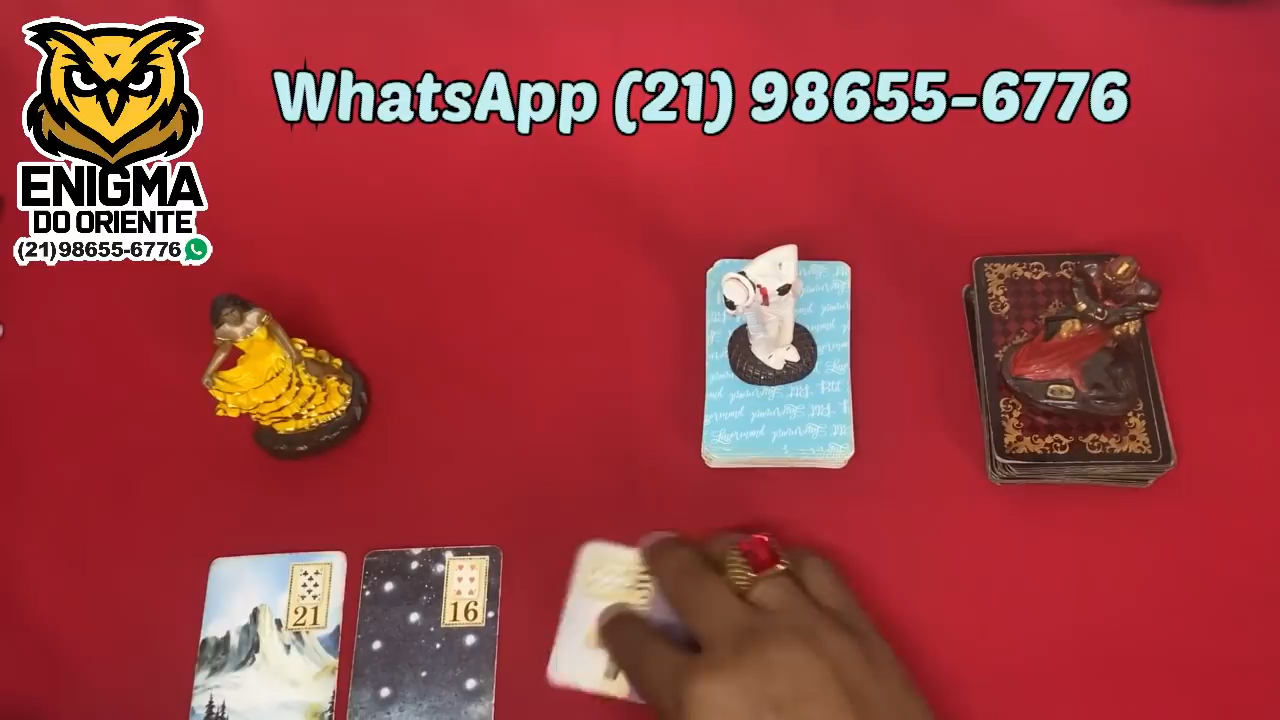 WhatsApp (21) 98655-6776
ENIGMA
DO ORIENTE
(21)98655-6776
21
16